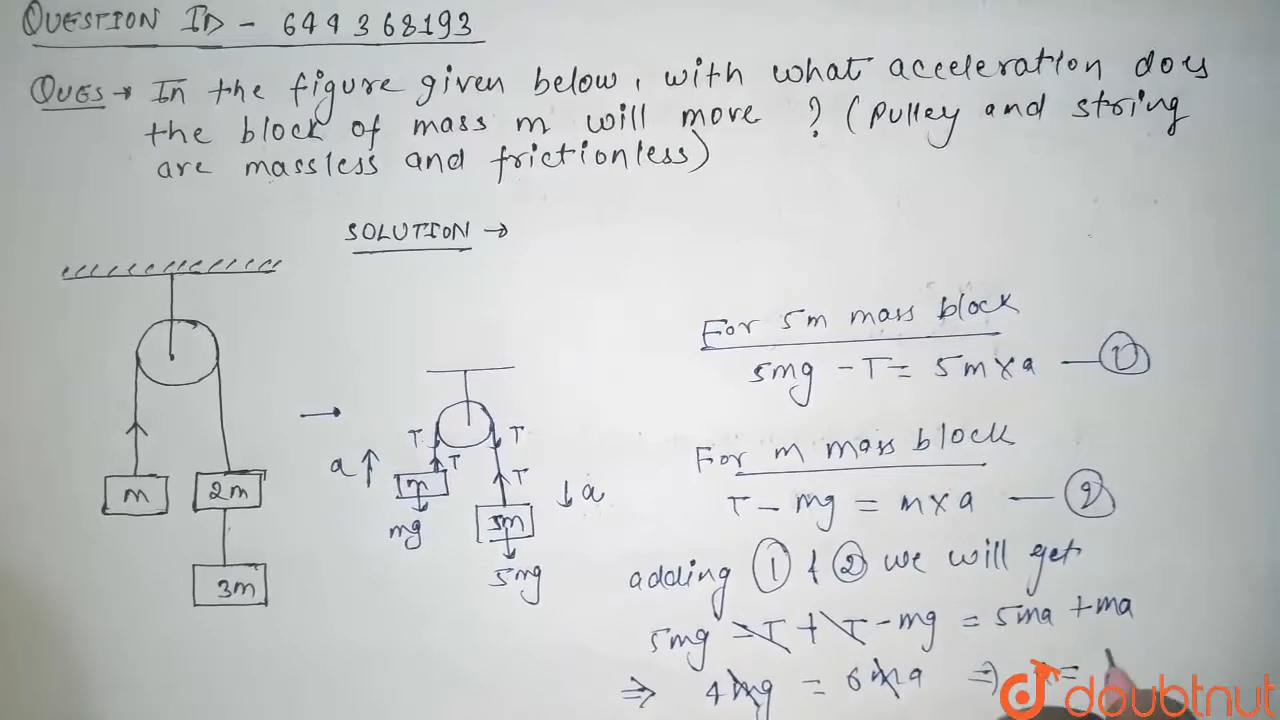 QUESTION ID - 644368193
QUES → In the figure given below, with what acceleration does
the block of mass m will more ? (pulley and string
are massless and frictionless)
SOLUTION →
m
2m
3m
→
a ↑
T
T
T
T
m
mg
5m
5mg
↓ a
For 5m mass block
5mg - T = 5m×a — ①
For m mass block
T - mg = m×a — ②
adding ① & ② we will get
5mg - T + T - mg = 5ma + ma
⇒ 4mg = 6ma ⇒ a =
doubtnut